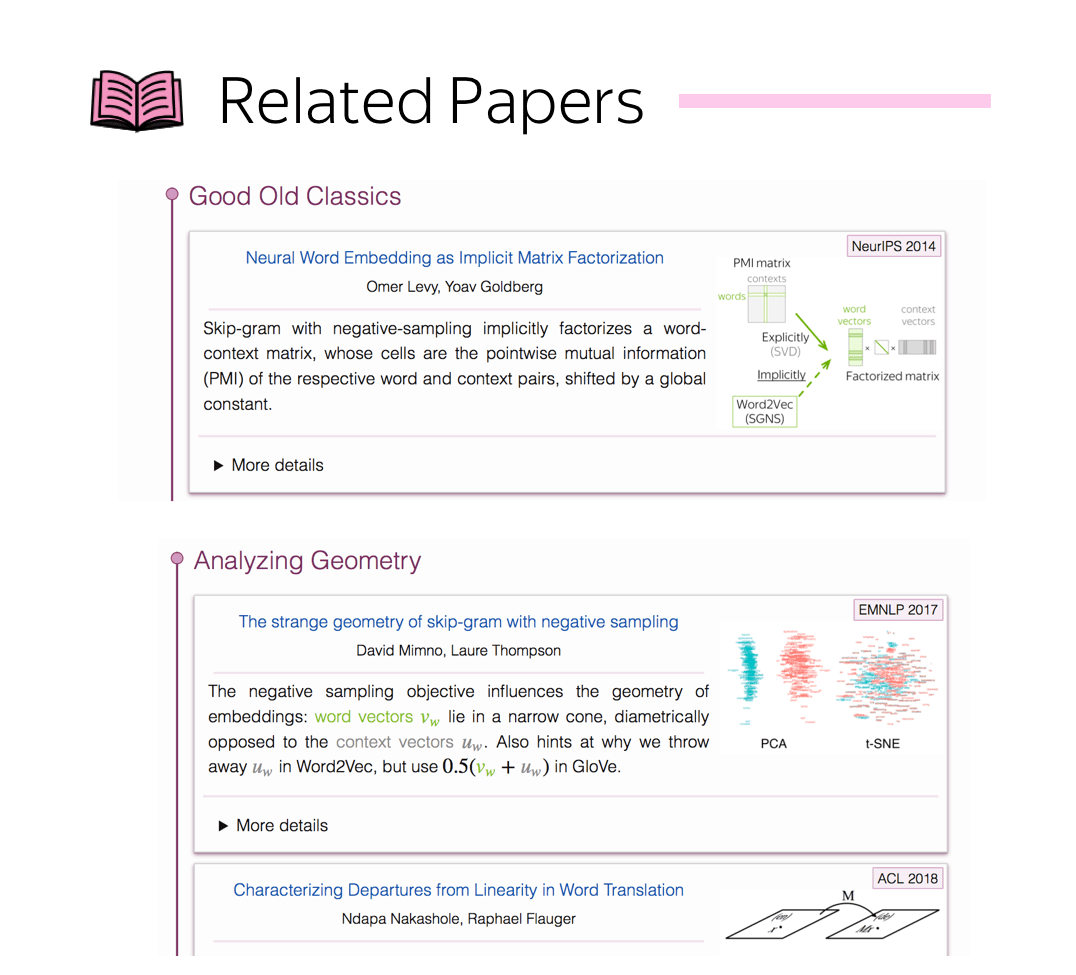 Related Papers
Good Old Classics
NeurIPS 2014
Neural Word Embedding as Implicit Matrix Factorization
Omer Levy, Yoav Goldberg
Skip-gram with negative-sampling implicitly factorizes a word-
context matrix, whose cells are the pointwise mutual information
(PMI) of the respective word and context pairs, shifted by a global
constant.
PMI matrix
contexts
words
Explicitly
(SVD)
Implicitly
Word2Vec
(SGNS)
word
vectors
context
vectors
× ×
Factorized matrix
▶ More details
Analyzing Geometry
EMNLP 2017
The strange geometry of skip-gram with negative sampling
David Mimno, Laure Thompson
The negative sampling objective influences the geometry of
embeddings: word vectors v_w lie in a narrow cone, diametrically
opposed to the context vectors u_w. Also hints at why we throw
away u_w in Word2Vec, but use 0.5(v_w + u_w) in GloVe.
PCA
t-SNE
▶ More details
ACL 2018
Characterizing Departures from Linearity in Word Translation
Ndapa Nakashole, Raphael Flauger
M
(en)
x
(de)
Mx